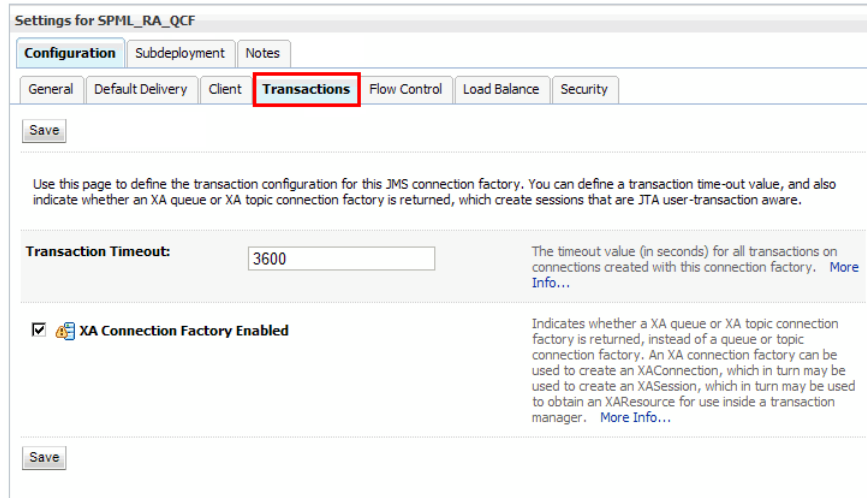 Settings for SPML_RA_QCF
Configuration Subdeployment Notes
General Default Delivery Client Transactions Flow Control Load Balance Security
Save
Use this page to define the transaction configuration for this JMS connection factory. You can define a transaction time-out value, and also
indicate whether an XA queue or XA topic connection factory is returned, which create sessions that are JTA user-transaction aware.
Transaction Timeout:
3600
The timeout value (in seconds) for all transactions on
connections created with this connection factory. More
Info...
XA Connection Factory Enabled
Indicates whether a XA queue or XA topic connection
factory is returned, instead of a queue or topic
connection factory. An XA connection factory can be
used to create an XAConnection, which in turn may be
used to create an XASession, which in turn may be used
to obtain an XAResource for use inside a transaction
manager. More Info...
Save